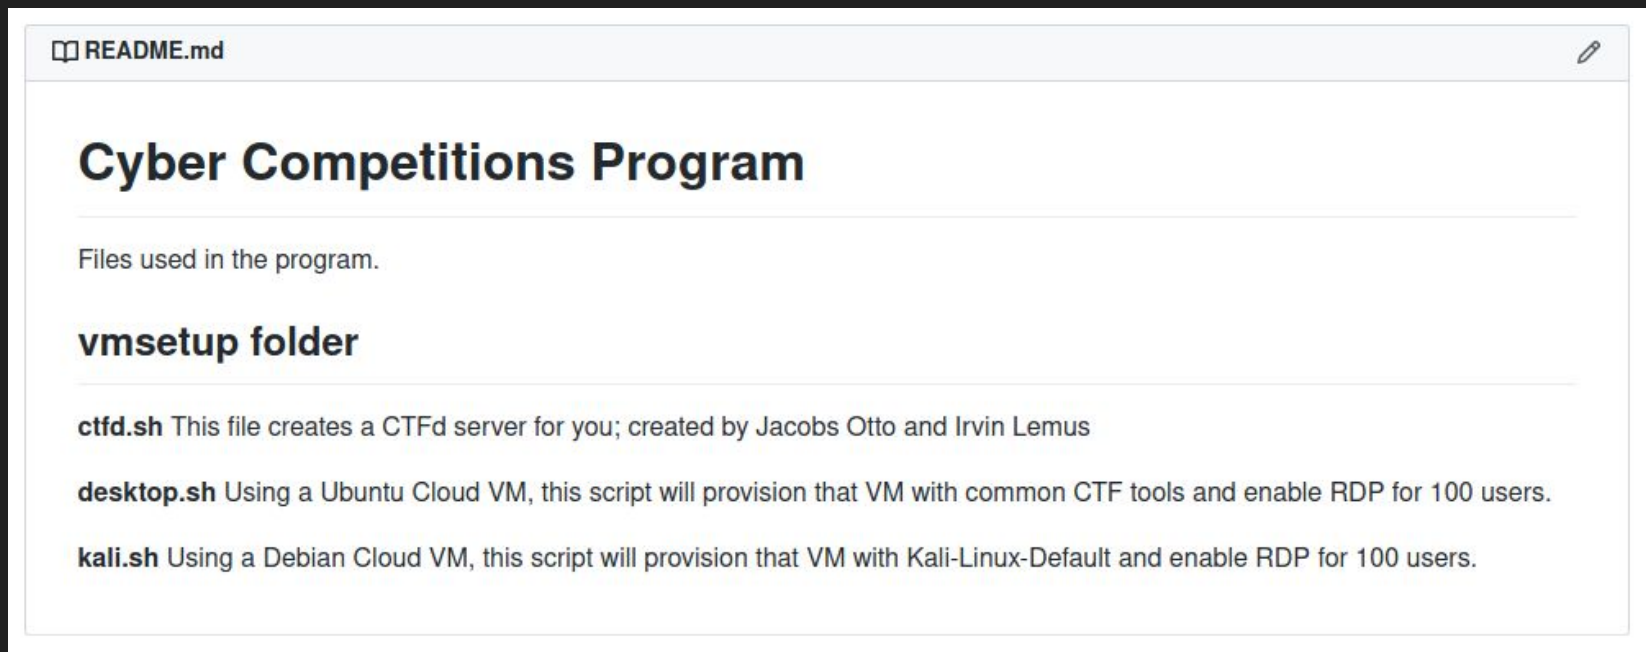 README.md
Cyber Competitions Program
Files used in the program.
vmsetup folder
ctfd.sh This file creates a CTFd server for you; created by Jacobs Otto and Irvin Lemus
desktop.sh Using a Ubuntu Cloud VM, this script will provision that VM with common CTF tools and enable RDP for 100 users.
kali.sh Using a Debian Cloud VM, this script will provision that VM with Kali-Linux-Default and enable RDP for 100 users.